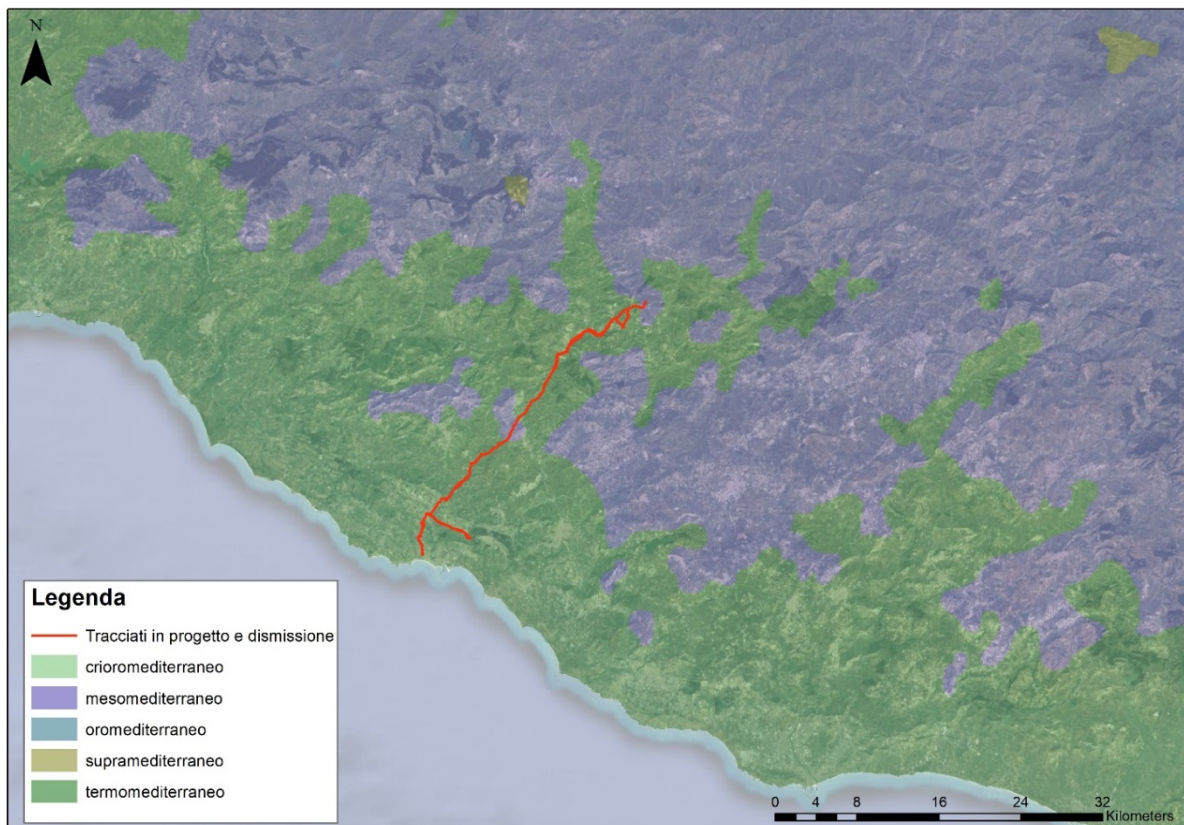 N
Legenda
Tracciati in progetto e dismissione
crioromediterraneo
mesomediterraneo
oromediterraneo
supramediterraneo
termomediterraneo
0 4 8 16 24 32
Kilometers